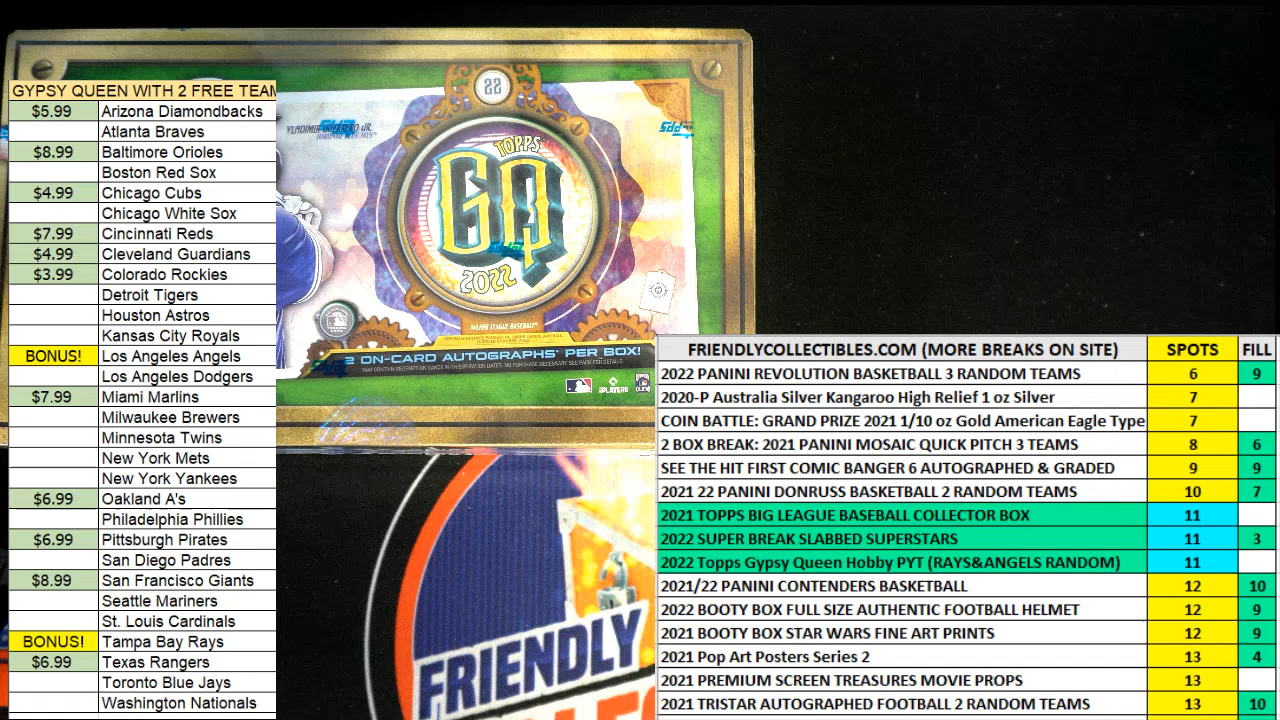 GYPSY QUEEN WITH 2 FREE TEAM
$5.99 Arizona Diamondbacks
Atlanta Braves
$8.99 Baltimore Orioles
Boston Red Sox
$4.99 Chicago Cubs
Chicago White Sox
$7.99 Cincinnati Reds
$4.99 Cleveland Guardians
$3.99 Colorado Rockies
Detroit Tigers
Houston Astros
Kansas City Royals
BONUS! Los Angeles Angels
Los Angeles Dodgers
$7.99 Miami Marlins
Milwaukee Brewers
Minnesota Twins
New York Mets
New York Yankees
$6.99 Oakland A's
Philadelphia Phillies
$6.99 Pittsburgh Pirates
San Diego Padres
$8.99 San Francisco Giants
Seattle Mariners
St. Louis Cardinals
BONUS! Tampa Bay Rays
$6.99 Texas Rangers
Toronto Blue Jays
Washington Nationals
22
VLADIMIR GUERRERO JR.
TORONTO BLUE JAYS
TOPPS
GQ
2022
MAJOR LEAGUE BASEBALL
2 ON-CARD AUTOGRAPHS* PER BOX!
FRIENDLY
FRIENDLYCOLLECTIBLES.COM (MORE BREAKS ON SITE) SPOTS FILL
2022 PANINI REVOLUTION BASKETBALL 3 RANDOM TEAMS 6 9
2020-P Australia Silver Kangaroo High Relief 1 oz Silver 7
COIN BATTLE: GRAND PRIZE 2021 1/10 oz Gold American Eagle Type 7
2 BOX BREAK: 2021 PANINI MOSAIC QUICK PITCH 3 TEAMS 8 6
SEE THE HIT FIRST COMIC BANGER 6 AUTOGRAPHED & GRADED 9 9
2021 22 PANINI DONRUSS BASKETBALL 2 RANDOM TEAMS 10 7
2021 TOPPS BIG LEAGUE BASEBALL COLLECTOR BOX 11
2022 SUPER BREAK SLABBED SUPERSTARS 11 3
2022 Topps Gypsy Queen Hobby PYT (RAYS&ANGELS RANDOM) 11
2021/22 PANINI CONTENDERS BASKETBALL 12 10
2022 BOOTY BOX FULL SIZE AUTHENTIC FOOTBALL HELMET 12 9
2021 BOOTY BOX STAR WARS FINE ART PRINTS 12 9
2021 Pop Art Posters Series 2 13 4
2021 PREMIUM SCREEN TREASURES MOVIE PROPS 13
2021 TRISTAR AUTOGRAPHED FOOTBALL 2 RANDOM TEAMS 13 10